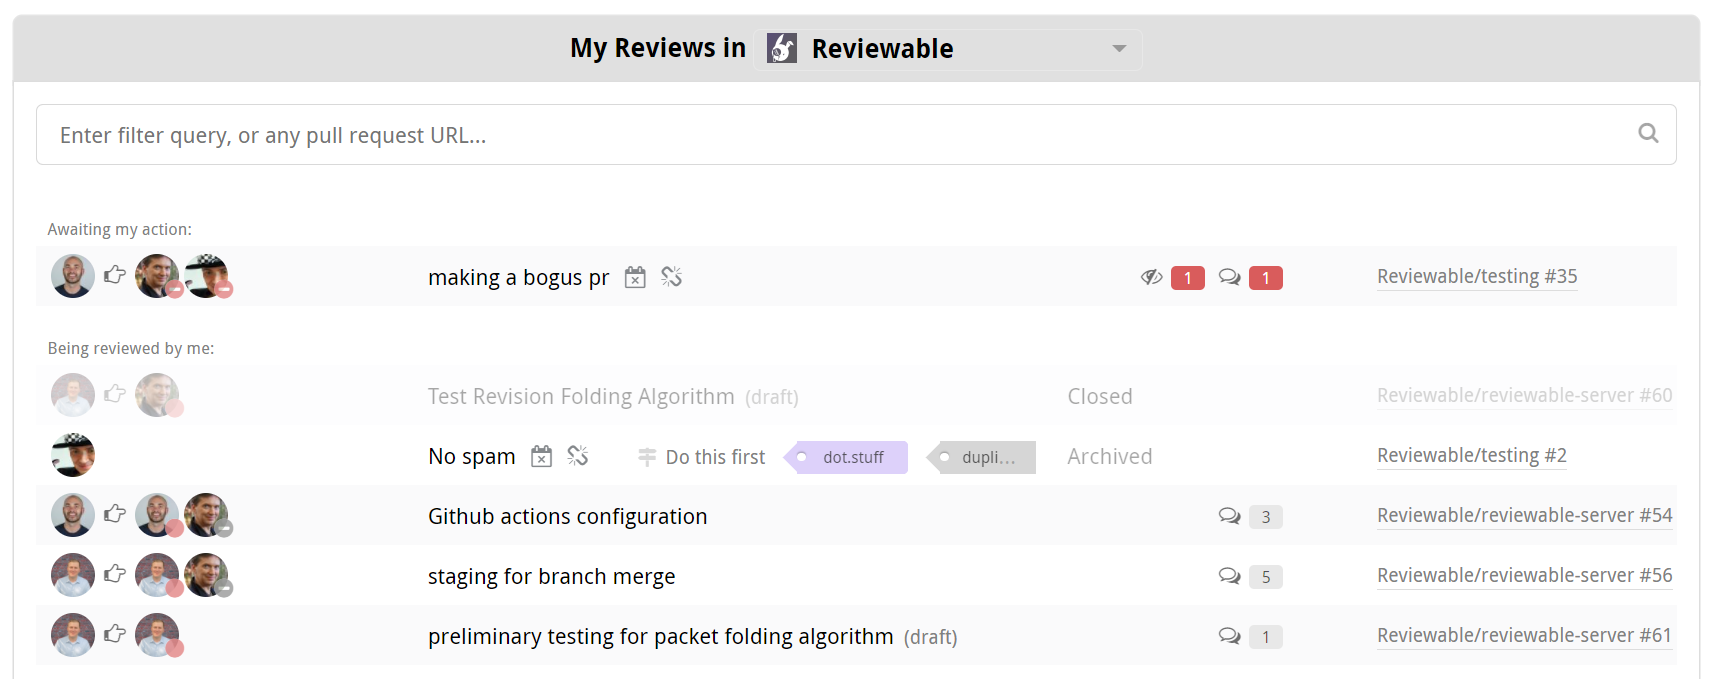 My Reviews in Reviewable
Enter filter query, or any pull request URL...
Awaiting my action:
making a bogus pr 1 1 Reviewable/testing #35
Being reviewed by me:
Test Revision Folding Algorithm (draft) Closed Reviewable/reviewable-server #60
No spam Do this first dot.stuff dupli... Archived Reviewable/testing #2
Github actions configuration 3 Reviewable/reviewable-server #54
staging for branch merge 5 Reviewable/reviewable-server #56
preliminary testing for packet folding algorithm (draft) 1 Reviewable/reviewable-server #61